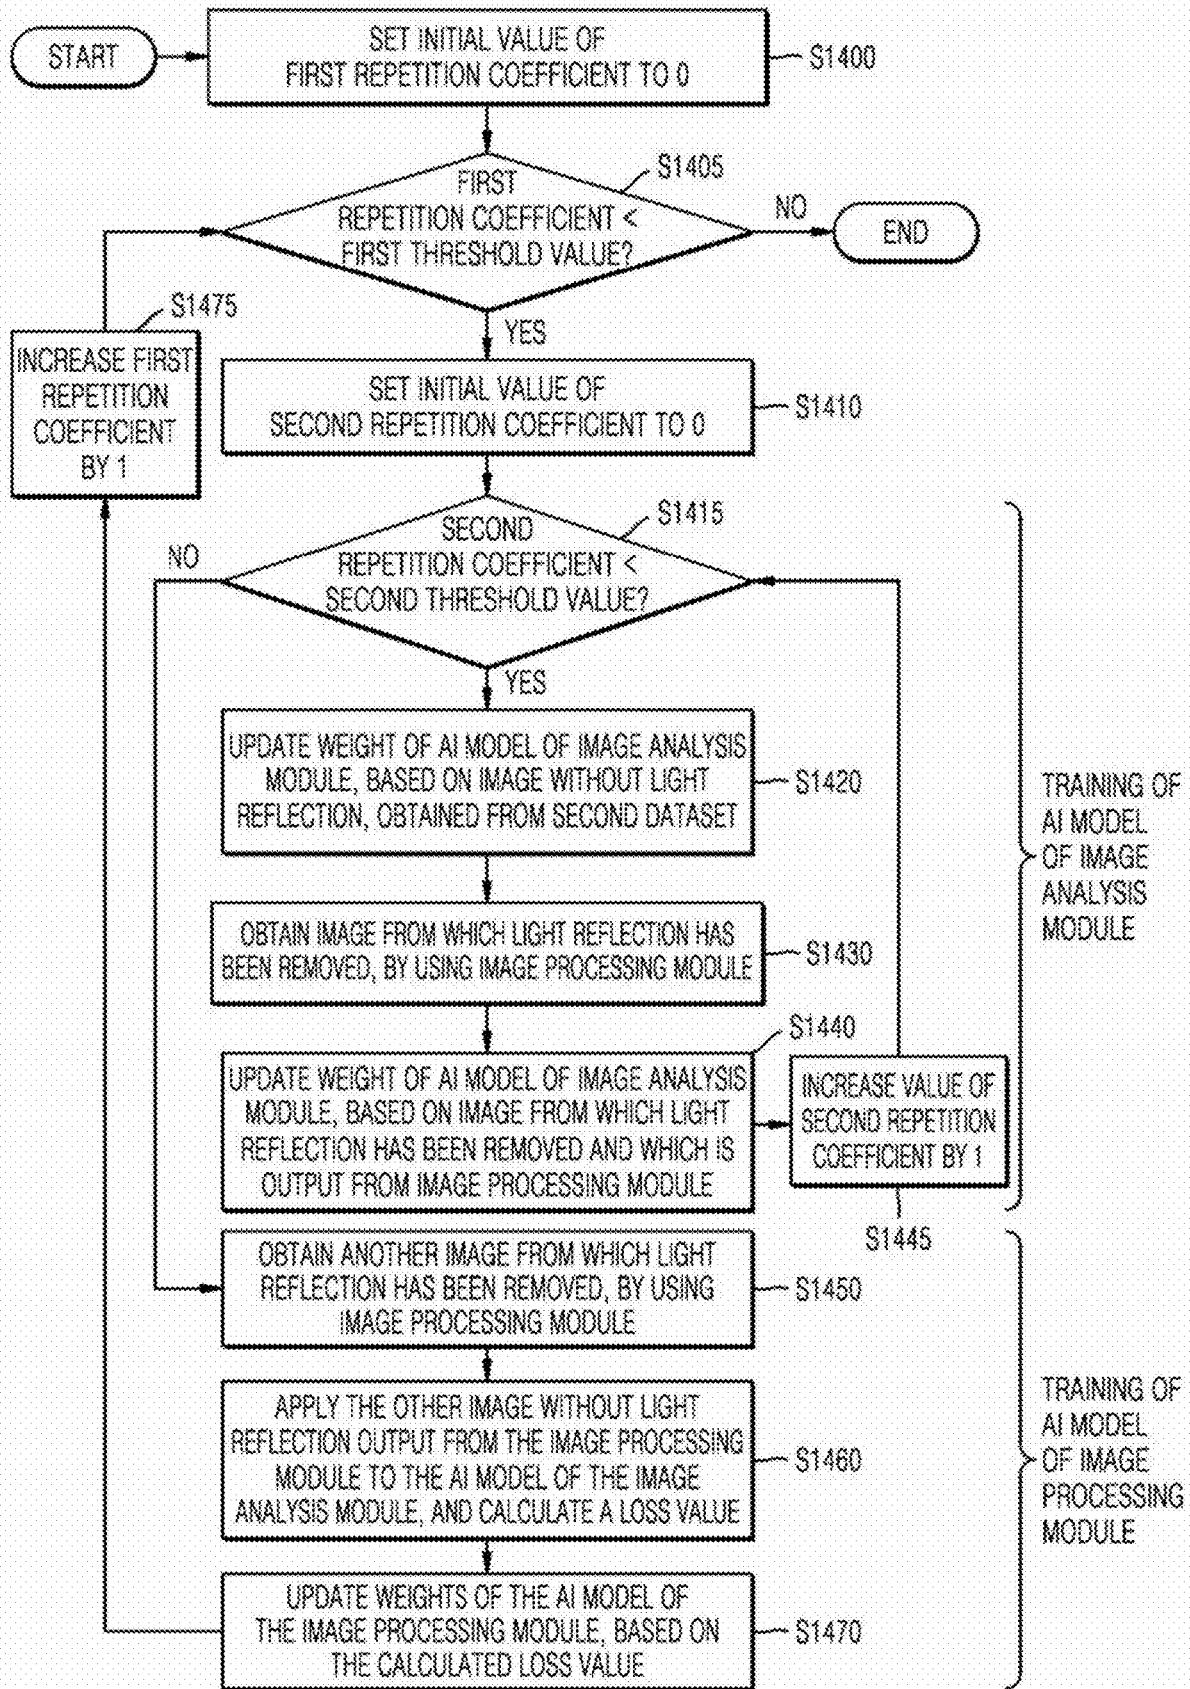 START
SET INITIAL VALUE OF
FIRST REPETITION COEFFICIENT TO 0
S1400
S1405
FIRST
REPETITION COEFFICIENT <
FIRST THRESHOLD VALUE?
NO
END
S1475
YES
INCREASE FIRST
REPETITION
COEFFICIENT
BY 1
SET INITIAL VALUE OF
SECOND REPETITION COEFFICIENT TO 0
S1410
S1415
SECOND
REPETITION COEFFICIENT <
SECOND THRESHOLD VALUE?
NO
YES
UPDATE WEIGHT OF AI MODEL OF IMAGE ANALYSIS
MODULE, BASED ON IMAGE WITHOUT LIGHT
REFLECTION, OBTAINED FROM SECOND DATASET
S1420
TRAINING OF
AI MODEL
OF IMAGE
ANALYSIS
MODULE
OBTAIN IMAGE FROM WHICH LIGHT REFLECTION HAS
BEEN REMOVED, BY USING IMAGE PROCESSING MODULE
S1430
S1440
UPDATE WEIGHT OF AI MODEL OF IMAGE ANALYSIS
MODULE, BASED ON IMAGE FROM WHICH LIGHT
REFLECTION HAS BEEN REMOVED AND WHICH IS
OUTPUT FROM IMAGE PROCESSING MODULE
INCREASE VALUE OF
SECOND REPETITION
COEFFICIENT BY 1
S1445
OBTAIN ANOTHER IMAGE FROM WHICH LIGHT
REFLECTION HAS BEEN REMOVED, BY USING
IMAGE PROCESSING MODULE
S1450
APPLY THE OTHER IMAGE WITHOUT LIGHT
REFLECTION OUTPUT FROM THE IMAGE PROCESSING
MODULE TO THE AI MODEL OF THE IMAGE
ANALYSIS MODULE, AND CALCULATE A LOSS VALUE
S1460
TRAINING OF
AI MODEL
OF IMAGE
PROCESSING
MODULE
UPDATE WEIGHTS OF THE AI MODEL OF
THE IMAGE PROCESSING MODULE, BASED ON
THE CALCULATED LOSS VALUE
S1470